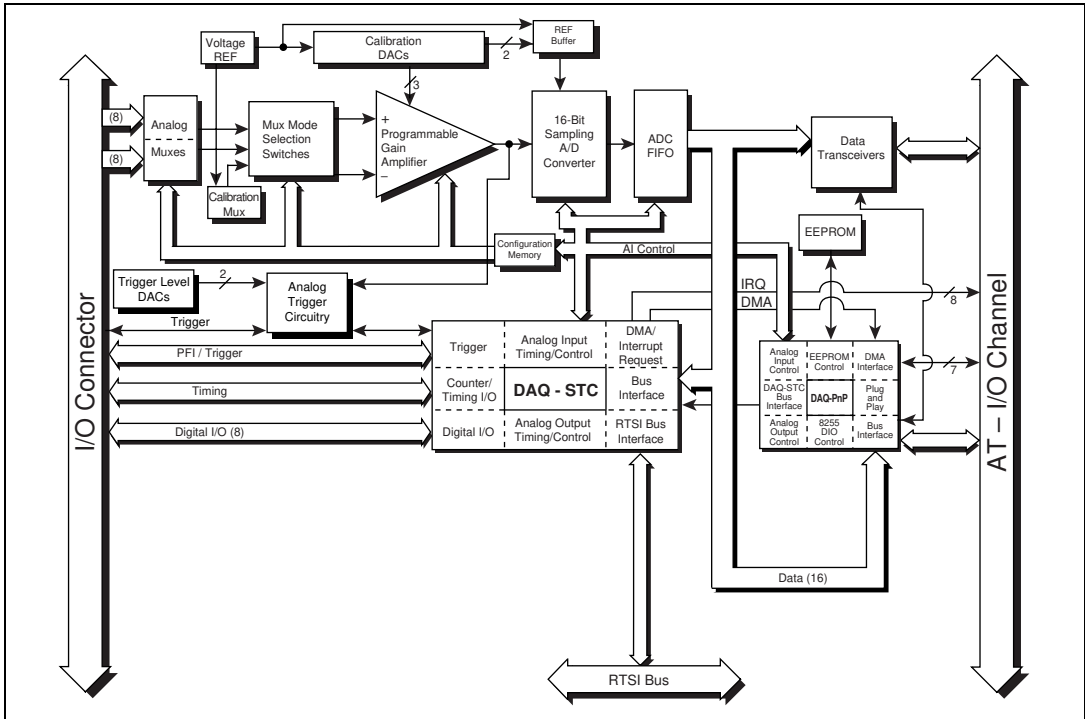 Voltage
REF
Calibration
DACs
2
REF
Buffer
3
(8)
(8)
Analog
Muxes
Mux Mode
Selection
Switches
+
Programmable
Gain
Amplifier
–
16-Bit
Sampling
A/D
Converter
ADC
FIFO
Data
Transceivers
Calibration
Mux
EEPROM
Configuration
Memory
AI Control
Trigger Level
DACs
2
Analog
Trigger
Circuitry
IRQ
DMA
8
Trigger
PFI / Trigger
Timing
Digital I/O (8)
Trigger
Analog Input
Timing/Control
DMA/
Interrupt
Request
Counter/
Timing I/O
DAQ - STC
Bus
Interface
Digital I/O
Analog Output
Timing/Control
RTSI Bus
Interface
Analog
Input
Control
EEPROM
Control
DMA
Interface
7
DAQ-STC
Bus
Interface
DAQ-PnP
Plug
and
Play
Analog
Output
Control
8255
DIO
Control
Bus
Interface
Data (16)
RTSI Bus
I/O Connector
AT – I/O Channel